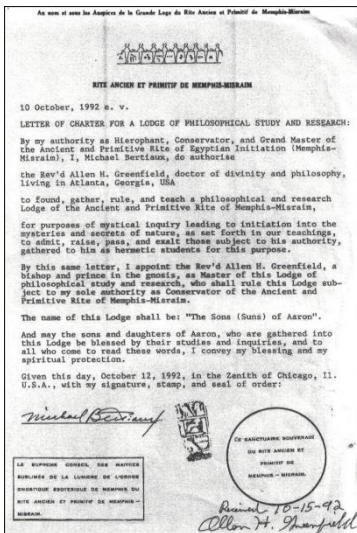 Au nom et sous les Auspices de la Grande Loge du Rite Ancien et Primitif de Memphis-Misraim
RITE ANCIEN ET PRIMITIF DE MEMPHIS-MISRAIM
10 October, 1992 e. v.
LETTER OF CHARTER FOR A LODGE OF PHILOSOPHICAL STUDY AND RESEARCH:
By my authority as Hierophant, Conservator, and Grand Master of
the Ancient and Primitive Rite of Egyptian Initiation (Memphis-
Misraim), I, Michael Bertiaux, do authorise
the Rev'd Allen H. Greenfield, doctor of divinity and philosophy,
living in Atlanta, Georgia, USA
to found, gather, rule, and teach a philosophical and research
Lodge of the Ancient and Primitive Rite of Memphis-Misraim,
for purposes of mystical inquiry leading to initiation into the
mysteries and secrets of nature, as set forth in our teachings,
to admit, raise, pass, and exalt those subject to his authority,
gathered to him as hermetic students for this purpose.
By this same letter, I appoint the Rev'd Allen H. Greenfield, a
bishop and prince in the gnosis, as Master of this Lodge of
philosophical study and research, who shall rule this Lodge sub-
ject to my sole authority as Conservator of the Ancient and
Primitive Rite of Memphis-Misraim.
The name of this Lodge shall be: "The Sons (Suns) of Aaron".
And may the sons and daughters of Aaron, who are gathered into
this Lodge be blessed by their studies and inquiries, and to
all who come to read these words, I convey my blessing and my
spiritual protection.
Given this day, October 12, 1992, in the Zenith of Chicago, Il.
U.S.A., with my signature, stamp, and seal of order:
Michael Bertiaux
LE SUPREME CONSEIL DES MAITRES
SUBLIMES DE LA LUMIERE DE L'ORDRE
GNOSTIQUE ESOTERIQUE DE MEMPHIS DU
RITE ANCIEN ET PRIMITIF DE MEMPHIS-
MISRAIM.
CE SANCTUAIRE SOUVERAIN
DU RITE ANCIEN ET
PRIMITIF DE
MEMPHIS - MISRAIM.
Received 10-15-92
Allen H. Greenfield